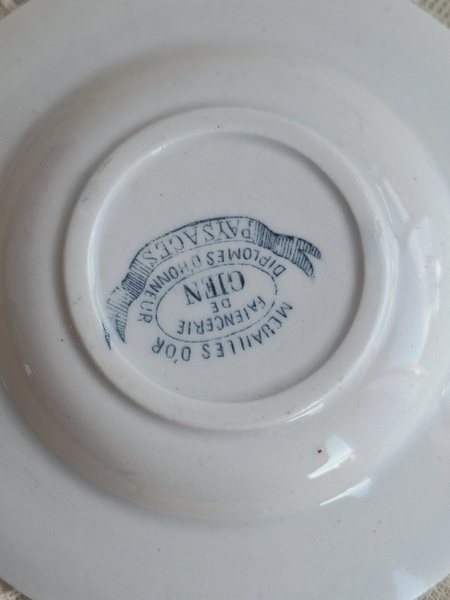 MEDAILLES D'OR
FAIENCERIE
DE
GIEN
DIPLOMES D'HONNEUR
PAYSAGES